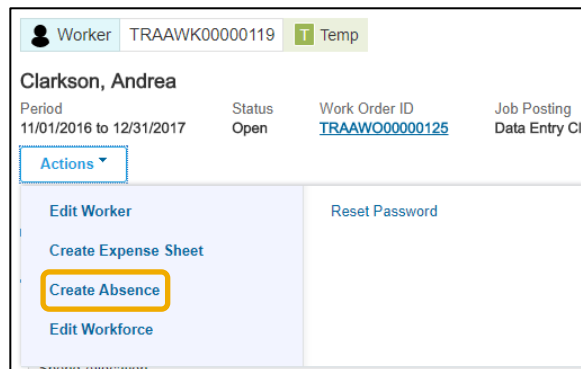 Worker TRAAWK00000119 T Temp
Clarkson, Andrea
Period Status Work Order ID Job Posting
11/01/2016 to 12/31/2017 Open TRAAWO00000125 Data Entry Cl
Actions
Edit Worker Reset Password
Create Expense Sheet
Create Absence
Edit Workforce